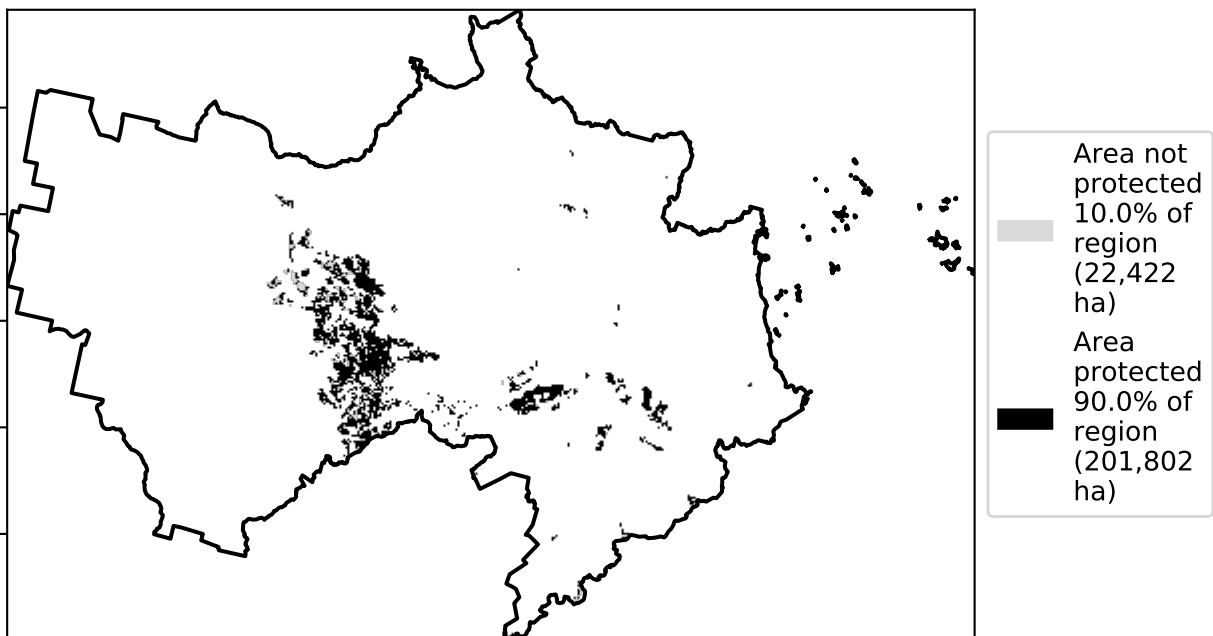 Area not
protected
10.0% of
region
(22,422
ha)
Area
protected
90.0% of
region
(201,802
ha)